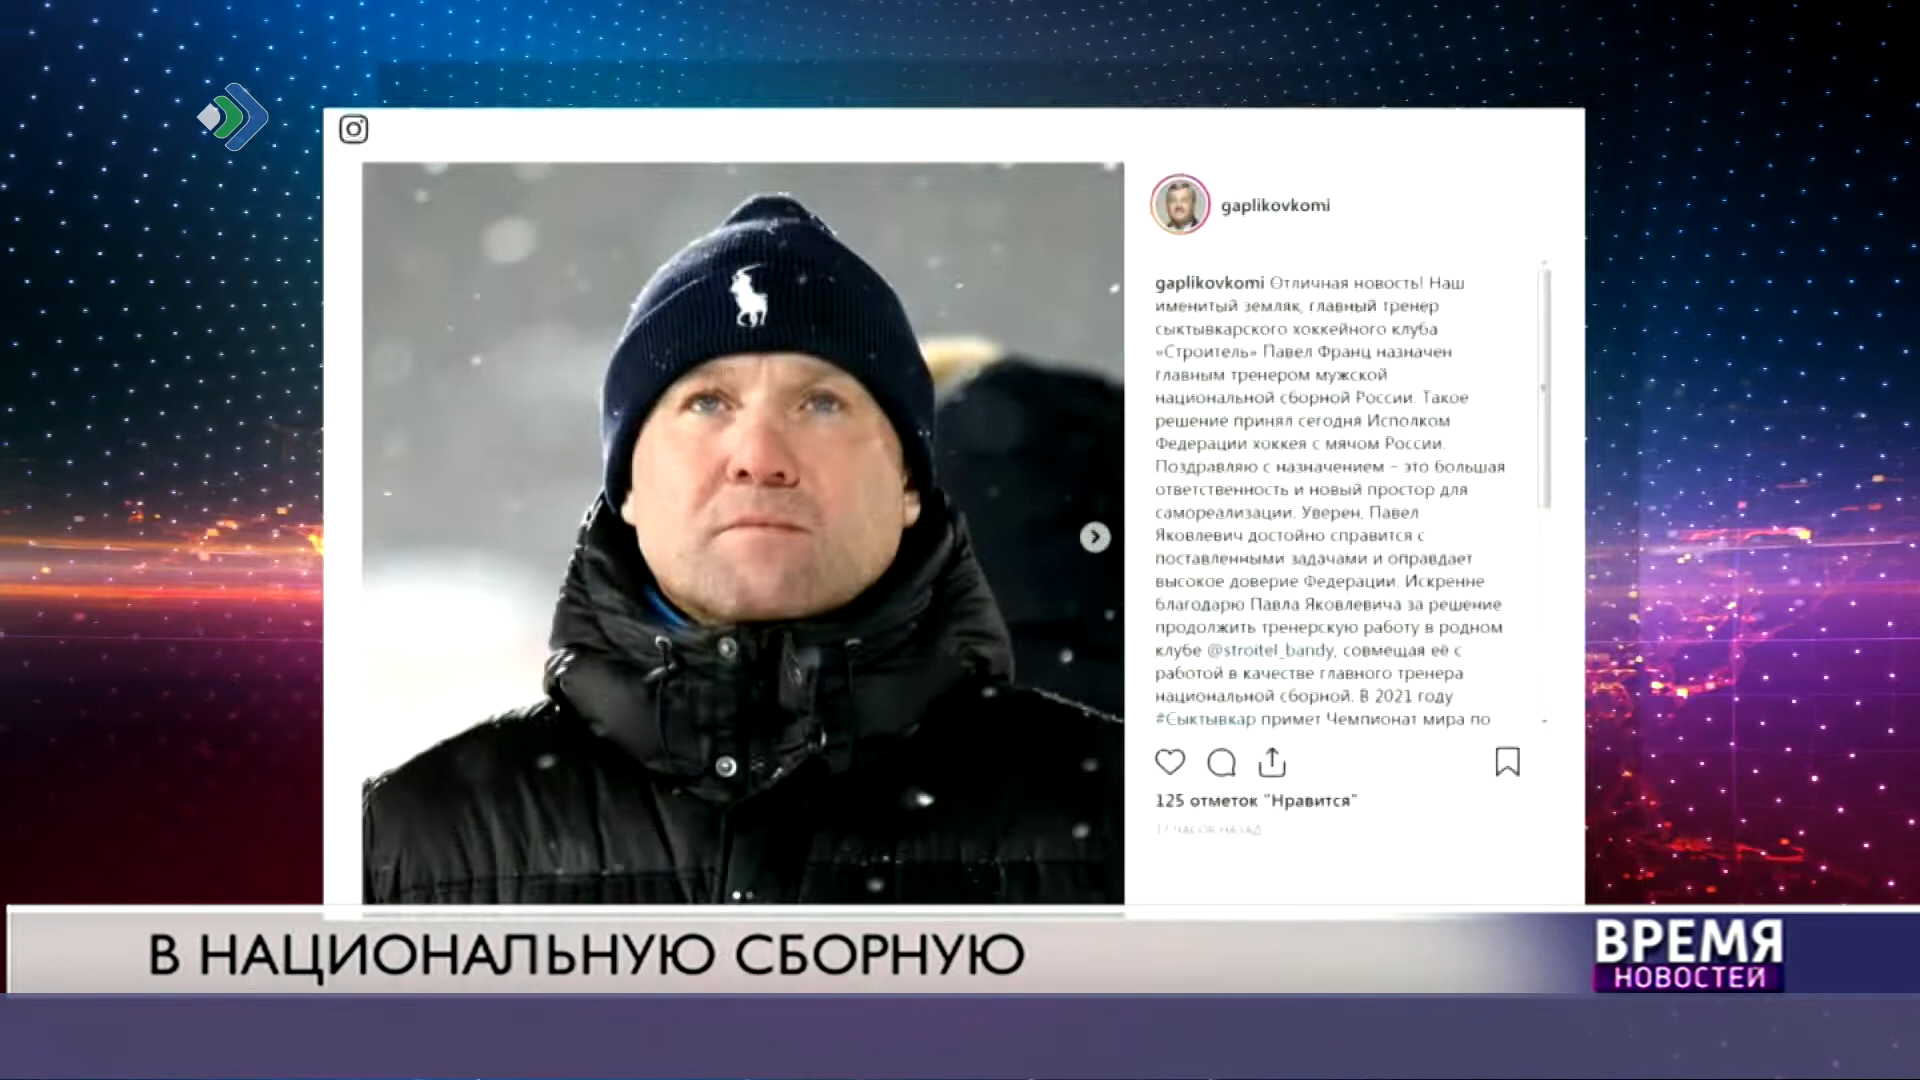 gaplikovkomi
gaplikovkomi Отличная новость! Наш
именитый земляк, главный тренер
сыктывкарского хоккейного клуба
«Строитель» Павел Франц назначен
главным тренером мужской
национальной сборной России. Такое
решение принял сегодня Исполком
Федерации хоккея с мячом России.
Поздравляю с назначением – это большая
ответственность и новый простор для
самореализации. Уверен, Павел
Яковлевич достойно справится с
поставленными задачами и оправдает
высокое доверие Федерации. Искренне
благодарю Павла Яковлевича за решение
продолжить тренерскую работу в родном
клубе @stroitel_bandy, совмещая её с
работой в качестве главного тренера
национальной сборной. В 2021 году
#Сыктывкар примет Чемпионат мира по
125 отметок "Нравится"
17 ЧАСОВ НАЗАД
В НАЦИОНАЛЬНУЮ СБОРНУЮ
ВРЕМЯ
НОВОСТЕЙ